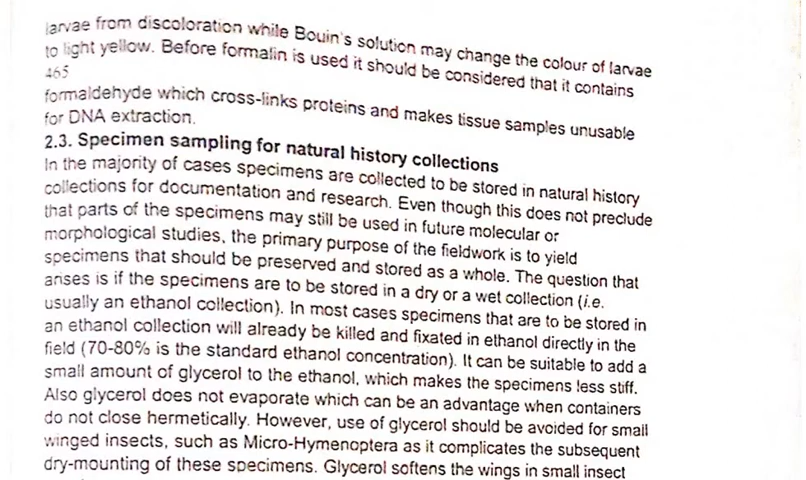 larvae from discoloration while Bouin's solution may change the colour of larvae
to light yellow. Before formalin is used it should be considered that it contains
465
formaldehyde which cross-links proteins and makes tissue samples unusable
for DNA extraction.
2.3. Specimen sampling for natural history collections
In the majority of cases specimens are collected to be stored in natural history
collections for documentation and research. Even though this does not preclude
that parts of the specimens may still be used in future molecular or
morphological studies, the primary purpose of the fieldwork is to yield
specimens that should be preserved and stored as a whole. The question that
arises is if the specimens are to be stored in a dry or a wet collection (i.e.
usually an ethanol collection). In most cases specimens that are to be stored in
an ethanol collection will already be killed and fixated in ethanol directly in the
field (70-80% is the standard ethanol concentration). It can be suitable to add a
small amount of glycerol to the ethanol, which makes the specimens less stiff.
Also glycerol does not evaporate which can be an advantage when containers
do not close hermetically. However, use of glycerol should be avoided for small
winged insects, such as Micro-Hymenoptera as it complicates the subsequent
dry-mounting of these specimens. Glycerol softens the wings in small insect